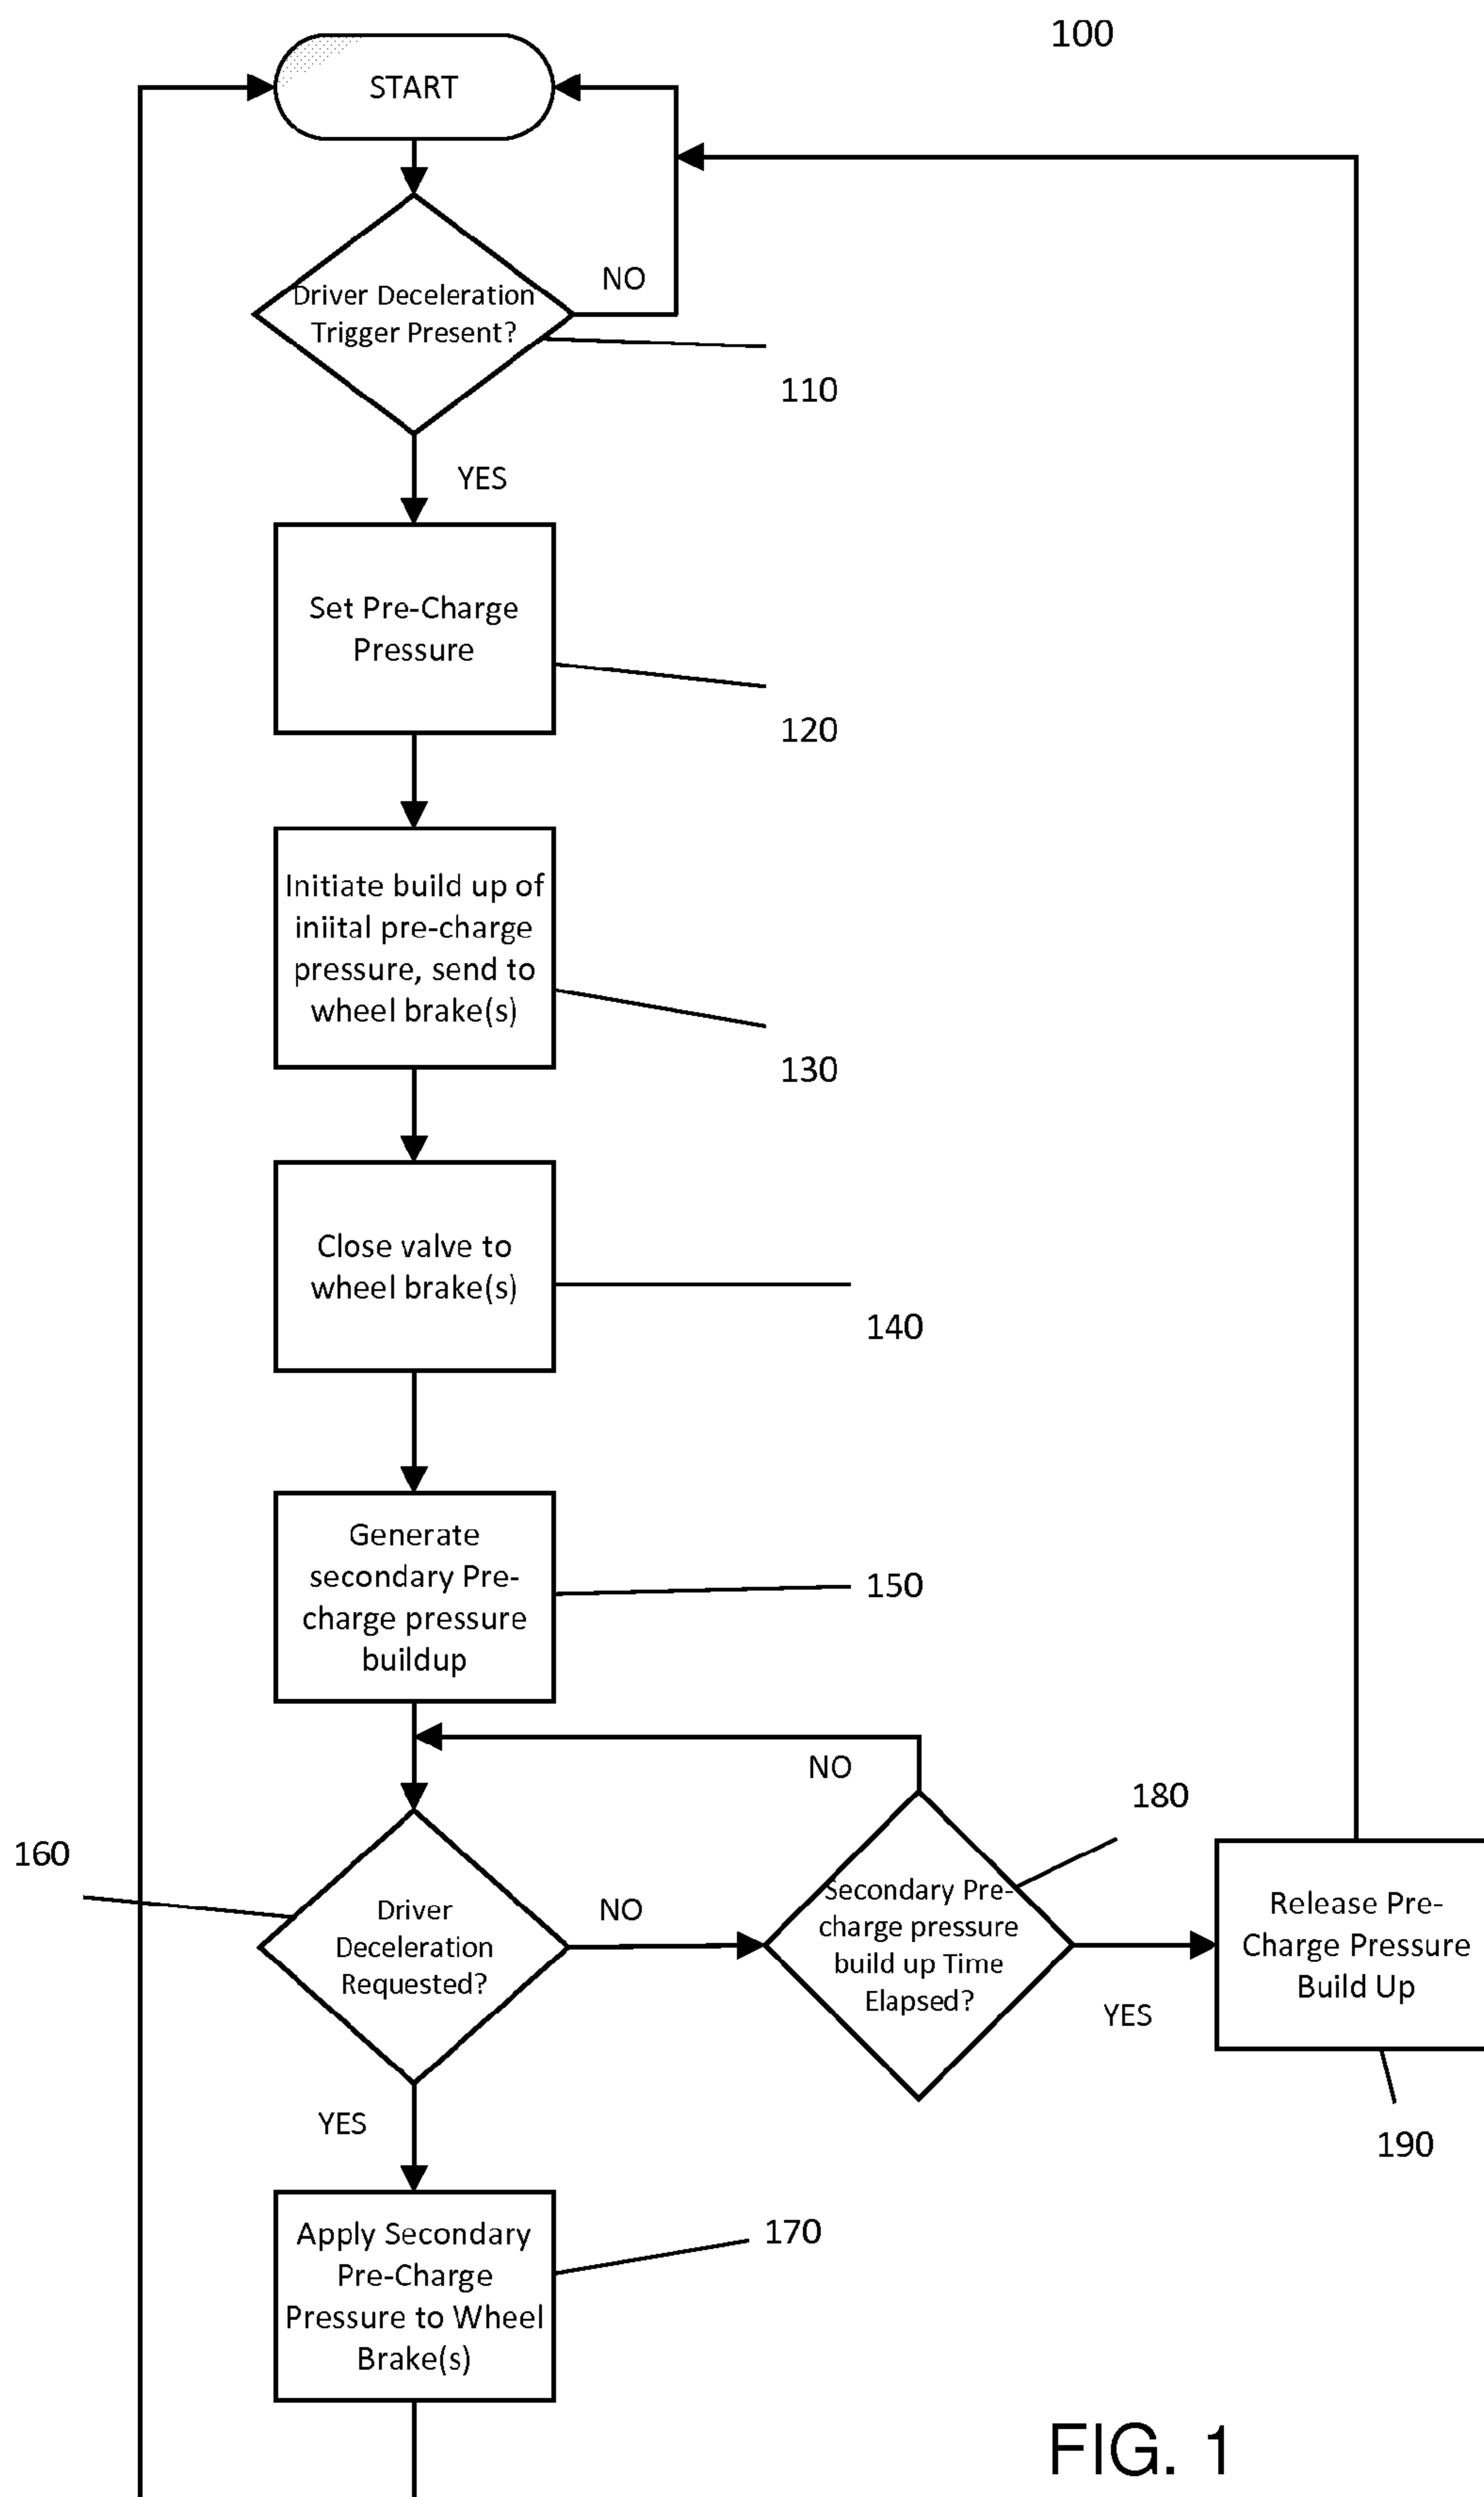 100
START
NO
Driver Deceleration
Trigger Present?
110
YES
Set Pre-Charge
Pressure
120
Initiate build up of
iniital pre-charge
pressure, send to
wheel brake(s)
130
Close valve to
wheel brake(s)
140
Generate
secondary Pre-
charge pressure
buildup
150
NO
180
160
Driver
Deceleration
Requested?
NO
Secondary Pre-
charge pressure
build up Time
Elapsed?
YES
Release Pre-
Charge Pressure
Build Up
190
YES
Apply Secondary
Pre-Charge
Pressure to Wheel
Brake(s)
170
FIG. 1